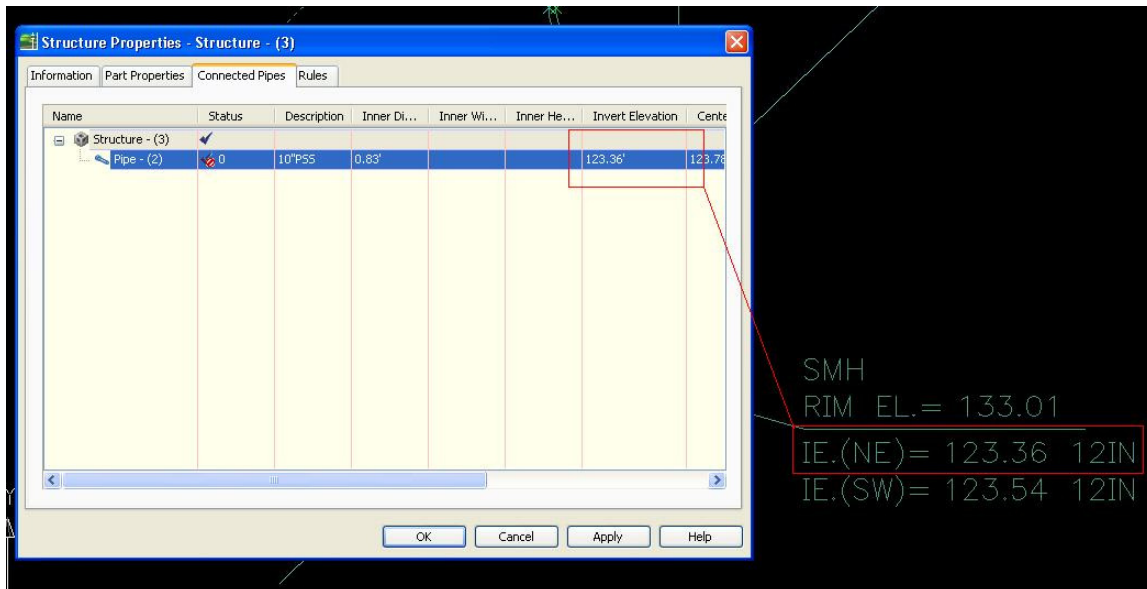 Structure Properties - Structure - (3)
Information Part Properties Connected Pipes Rules
Name Status Description Inner Di... Inner Wi... Inner He... Invert Elevation Cente
Structure - (3)
Pipe - (2) 0 10"PSS 0.83' 123.36' 123.78
SMH
RIM EL.= 133.01
IE.(NE)= 123.36 12IN
IE.(SW)= 123.54 12IN
OK Cancel Apply Help